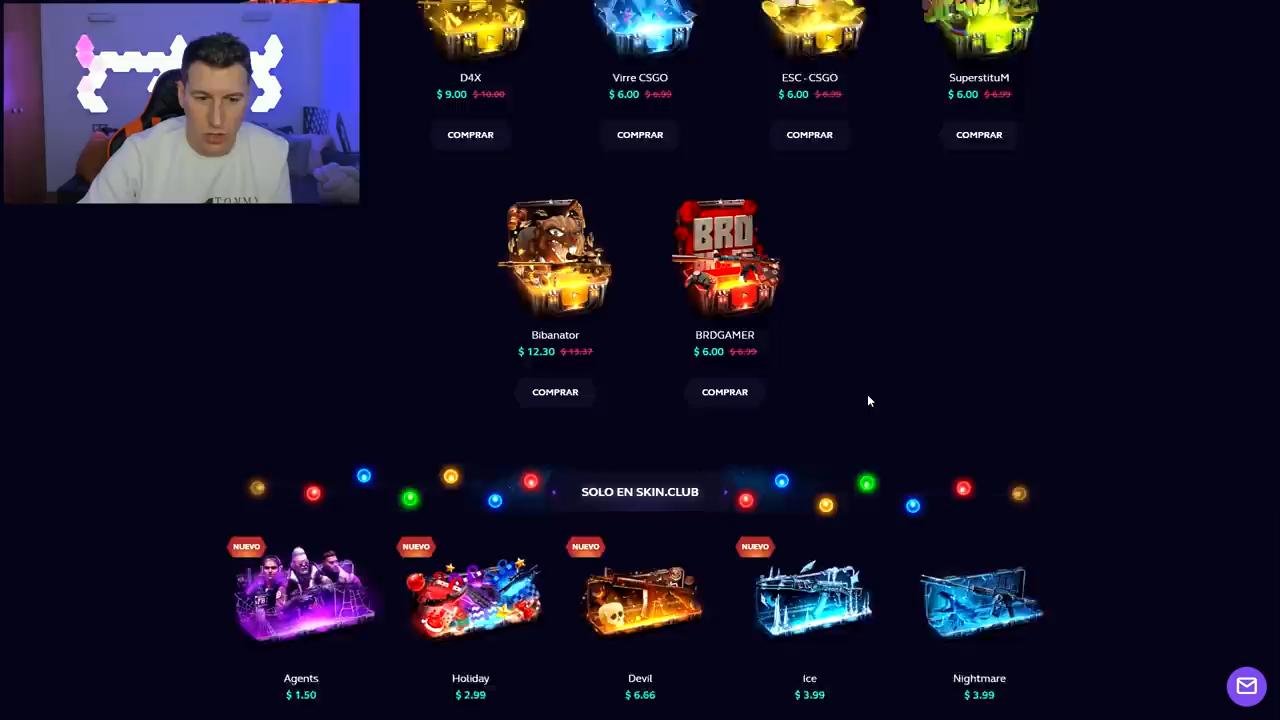 D4X
$ 9.00 $ 10.00
COMPRAR
Virre CSGO
$ 6.00 $ 6.99
COMPRAR
ESC - CSGO
$ 6.00 $ 6.99
COMPRAR
SuperstituM
$ 6.00 $ 6.99
COMPRAR
TOMMY
BRD
Bibanator
$ 12.30 $ 13.37
COMPRAR
BRDGAMER
$ 6.00 $ 6.99
COMPRAR
SOLO EN SKIN.CLUB
NUEVO
Agents
$ 1.50
NUEVO
Holiday
$ 2.99
NUEVO
Devil
$ 6.66
NUEVO
Ice
$ 3.99
Nightmare
$ 3.99